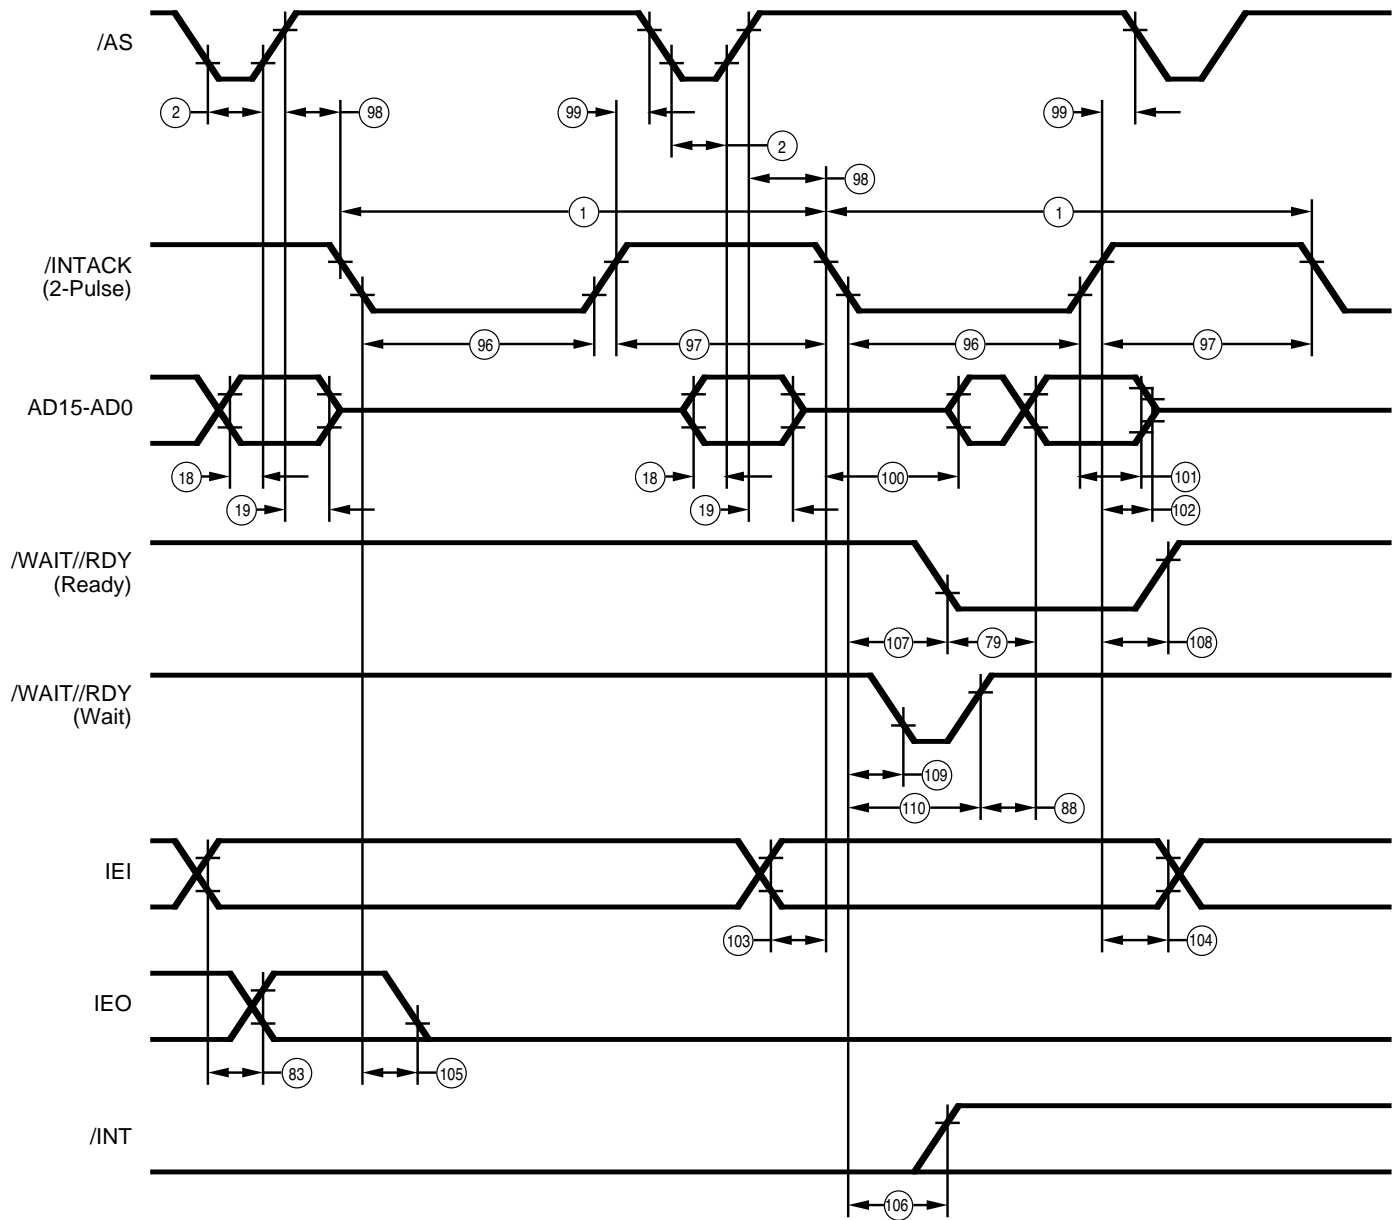 /AS
2
98
99
99
2
98
1
1
/INTACK
(2-Pulse)
96
97
96
97
AD15-AD0
18
18
100
101
19
19
102
/WAIT//RDY
(Ready)
107
79
108
/WAIT//RDY
(Wait)
109
110
88
IEI
103
104
IEO
83
105
/INT
106